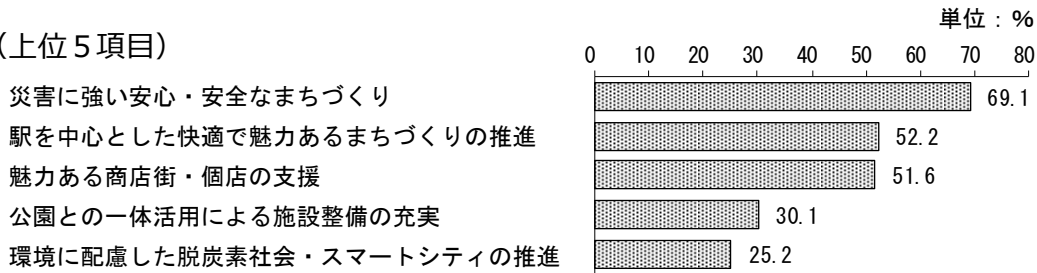 単位：%
（上位５項目）
0 10 20 30 40 50 60 70 80
災害に強い安心・安全なまちづくり 69.1
駅を中心とした快適で魅力あるまちづくりの推進 52.2
魅力ある商店街・個店の支援 51.6
公園との一体活用による施設整備の充実 30.1
環境に配慮した脱炭素社会・スマートシティの推進 25.2